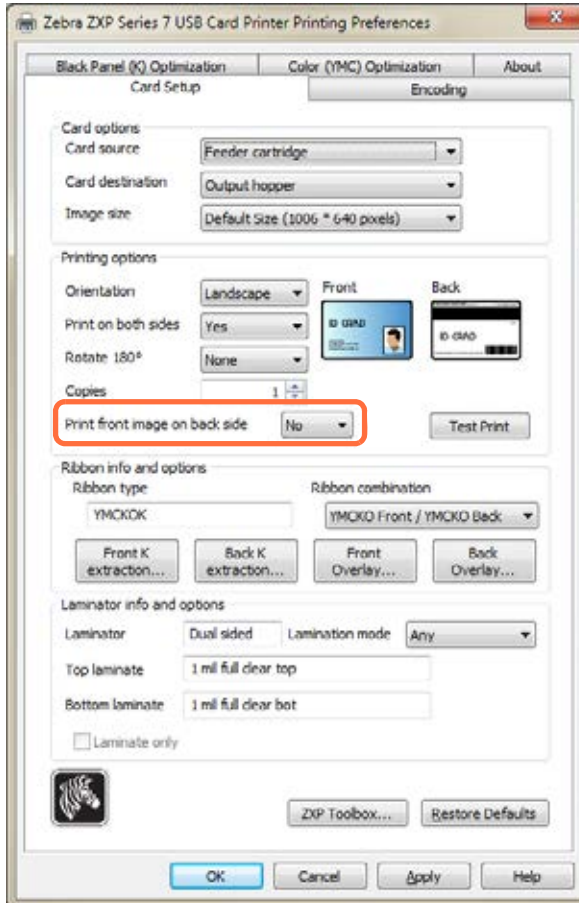 Zebra ZXP Series 7 USB Card Printer Printing Preferences
Black Panel (K) Optimization Color (YMC) Optimization About
Card Setup Encoding
Card options
Card source Feeder cartridge
Card destination Output hopper
Image size Default Size (1006 * 640 pixels)
Printing options
Orientation Landscape Front Back
Print on both sides Yes
ID CARD ID CARD
Rotate 180° None
Copies 1
Print front image on back side No Test Print
Ribbon info and options
Ribbon type Ribbon combination
YMCKOK YMCKO Front / YMCKO Back
Front K extraction... Back K extraction... Front Overlay... Back Overlay...
Laminator info and options
Laminator Dual sided Lamination mode Any
Top laminate 1 mil full clear top
Bottom laminate 1 mil full clear bot
Laminate only
ZXP Toolbox... Restore Defaults
OK Cancel Apply Help